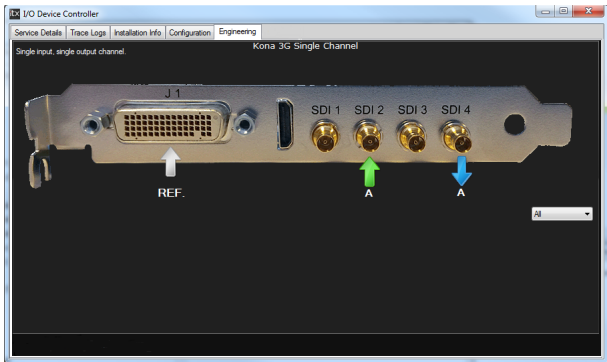 I/O Device Controller
Service Details Trace Logs Installation Info Configuration Engineering
Kona 3G Single Channel
Single input, single output channel.
J 1
SDI 1 SDI 2 SDI 3 SDI 4
REF.
A
A
All